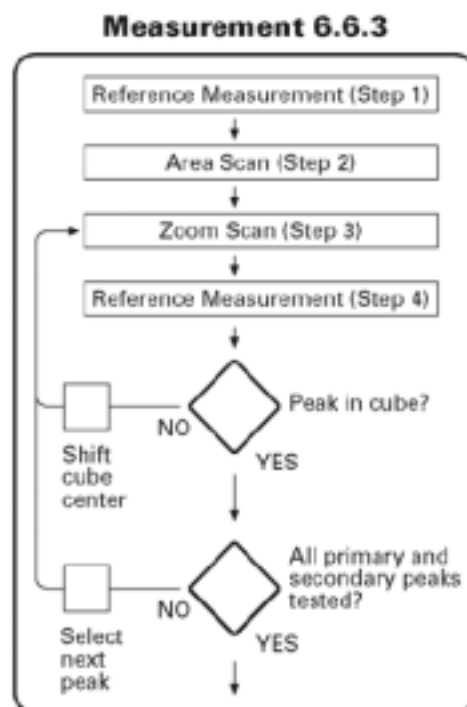 Measurement 6.6.3
Reference Measurement (Step 1)
Area Scan (Step 2)
Zoom Scan (Step 3)
Reference Measurement (Step 4)
Peak in cube?
NO
Shift
cube
center
YES
All primary and
secondary peaks
tested?
NO
Select
next
peak
YES